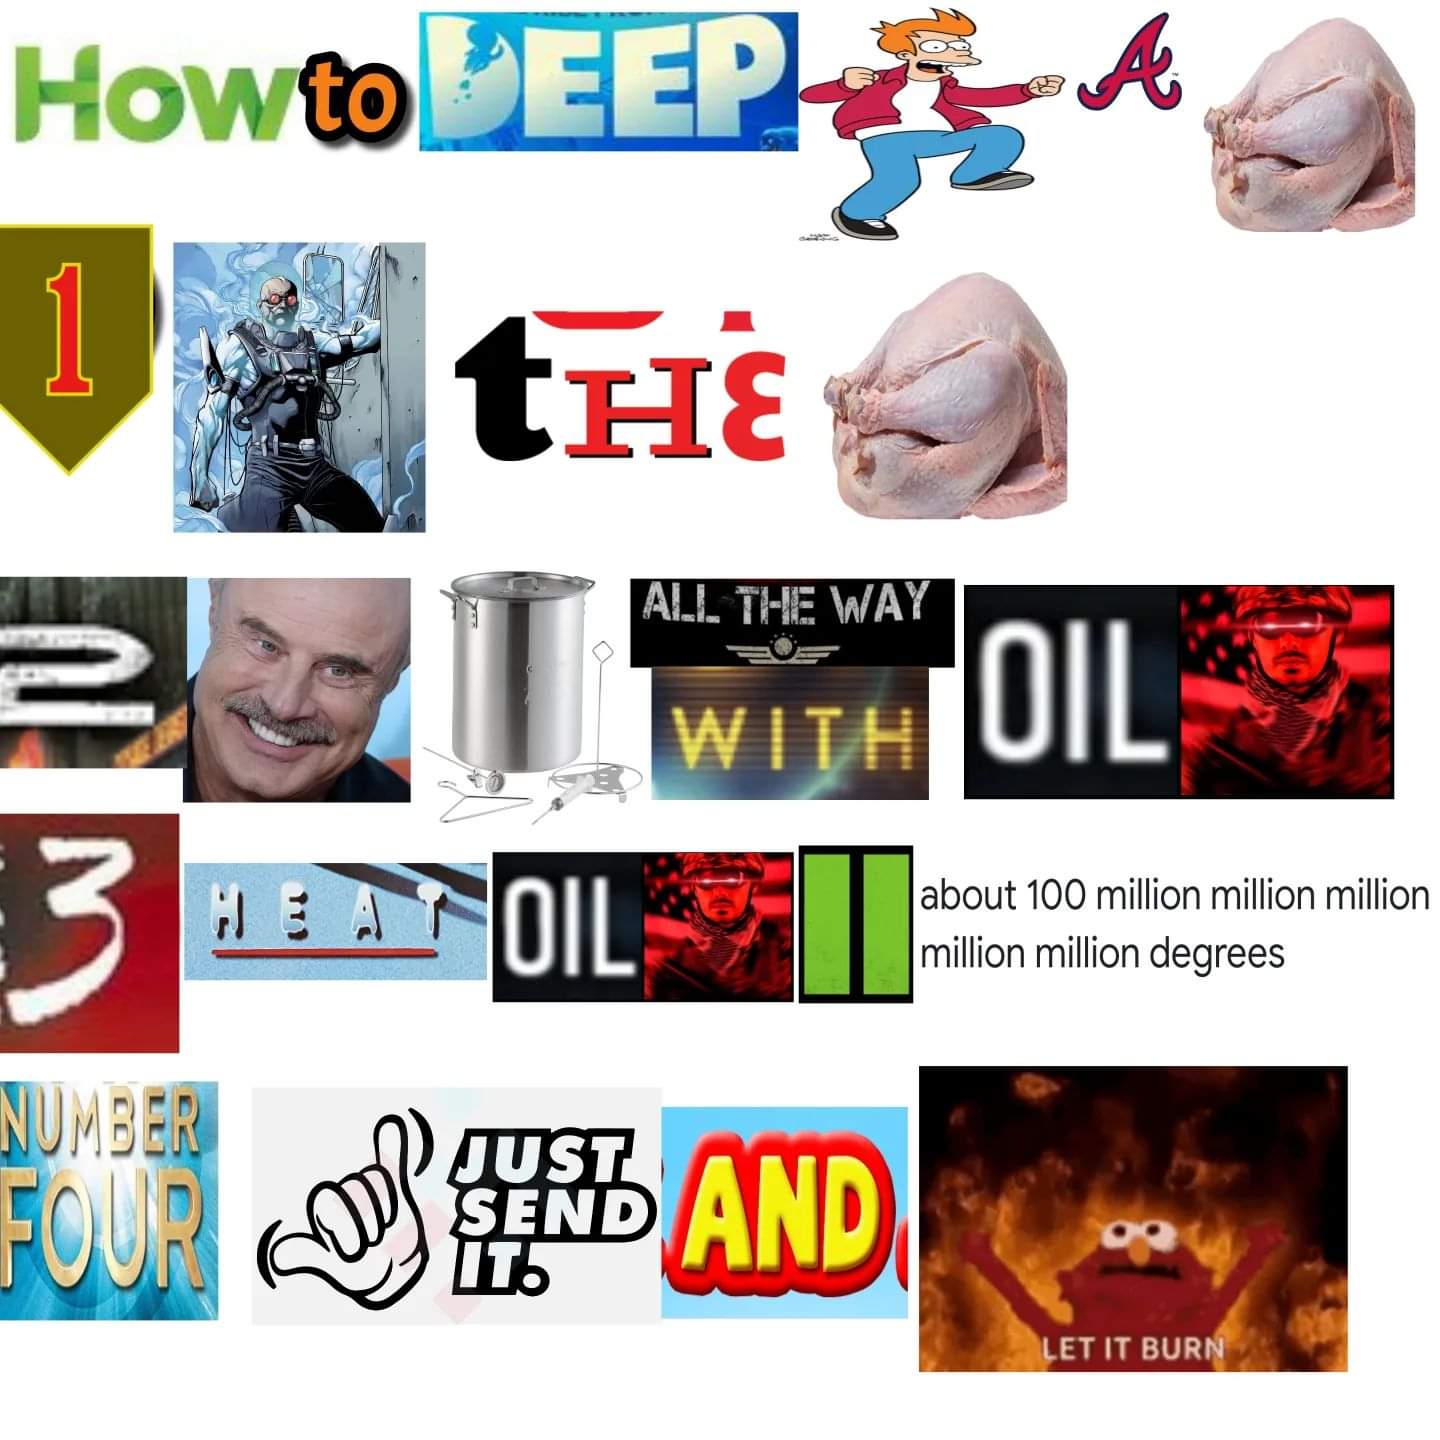 How to DEEP A
1 tHE
2 ALL THE WAY
WITH OIL
3 HEAT OIL about 100 million million million
million million degrees
NUMBER
FOUR
JUST
SEND
IT.
AND
LET IT BURN